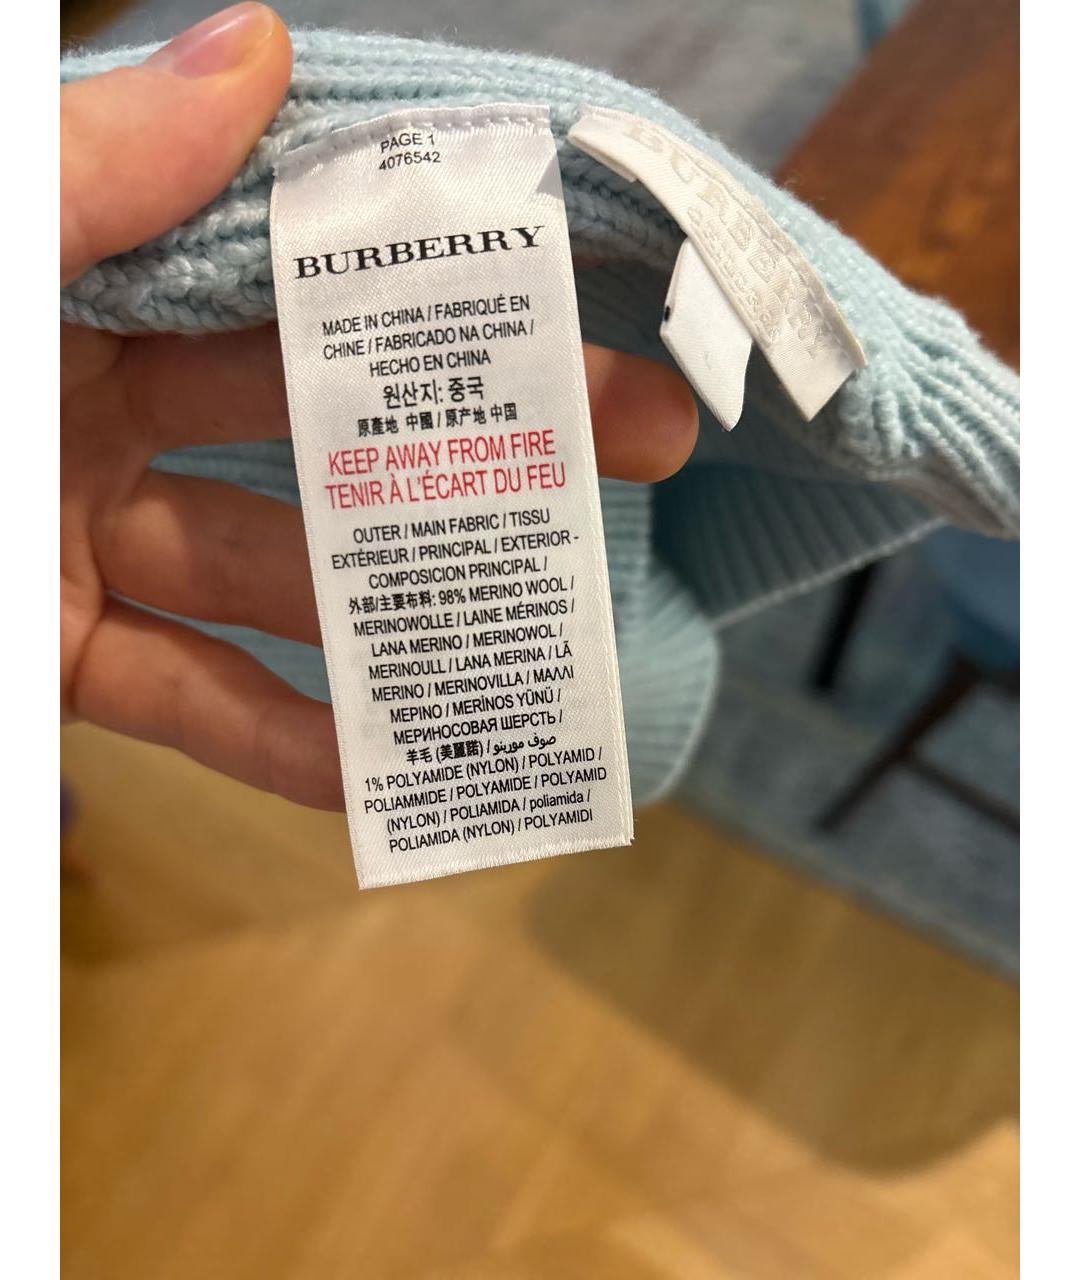 PAGE 1
4076542
BURBERRY
MADE IN CHINA / FABRIQUÉ EN
CHINE / FABRICADO NA CHINA /
HECHO EN CHINA
원산지: 중국
原產地 中國 / 原产地 中国
KEEP AWAY FROM FIRE
TENIR À L'ÉCART DU FEU
OUTER / MAIN FABRIC / TISSU
EXTÉRIEUR / PRINCIPAL / EXTERIOR -
COMPOSICION PRINCIPAL /
外部/主要布料: 98% MERINO WOOL /
MERINOWOLLE / LAINE MÉRINOS /
LANA MERINO / MERINOWOL /
MERINOULL / LANA MERINA / LÃ
MERINO / MERINOVILLA / ΜΑΛΛΙ
ΜΕΡΙΝΟ / MERİNOS YÜNÜ /
МЕРИНОСОВАЯ ШЕРСТЬ /
羊毛 (美麗諾) / صوف مورينو
1% POLYAMIDE (NYLON) / POLYAMID /
POLIAMMIDE / POLYAMIDE / POLYAMID
(NYLON) / POLIAMIDA / poliamida /
POLIAMIDA (NYLON) / POLYAMIDI
BURBERRY